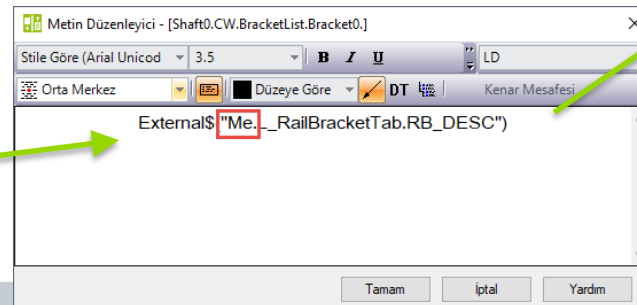 Metin Düzenleyici - [Shaft0.CW.BracketList.Bracket0.]
Stile Göre (Arial Unicod 3.5 B I U LD
Orta Merkez Düzeye Göre DT Kenar Mesafesi
External$ "Me._RailBracketTab.RB_DESC")
Tamam İptal Yardım